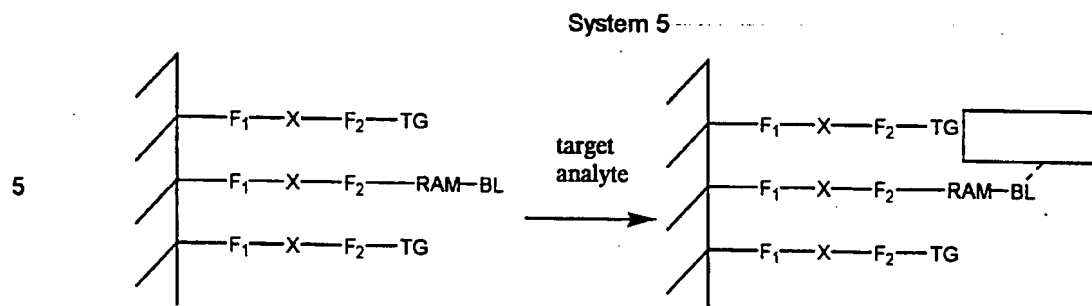 System 5
F₁—X—F₂—TG
F₁—X—F₂—TG
target
analyte
5
F₁—X—F₂—RAM—BL
F₁—X—F₂—RAM—BL
F₁—X—F₂—TG
F₁—X—F₂—TG